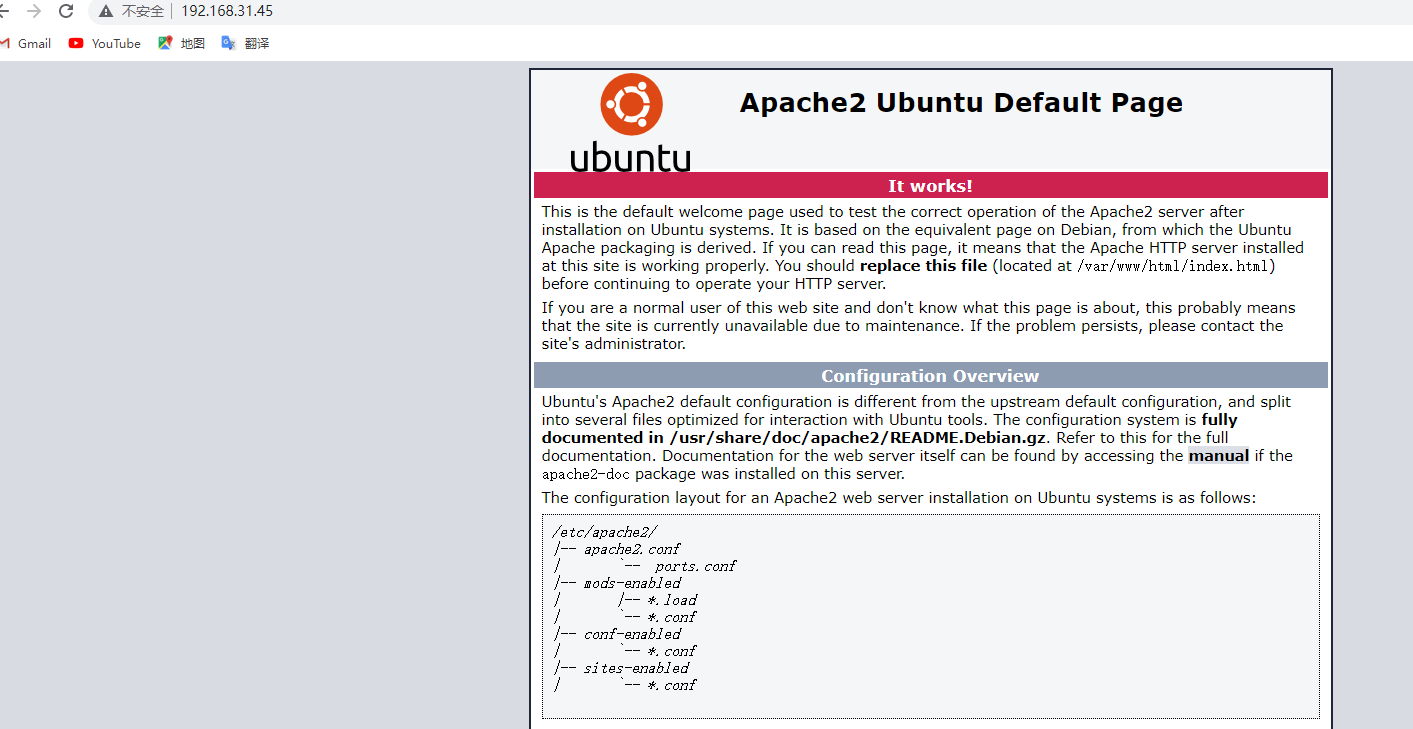 不安全 192.168.31.45
Gmail YouTube 地图 翻译
ubuntu
Apache2 Ubuntu Default Page
It works!
This is the default welcome page used to test the correct operation of the Apache2 server after
installation on Ubuntu systems. It is based on the equivalent page on Debian, from which the Ubuntu
Apache packaging is derived. If you can read this page, it means that the Apache HTTP server installed
at this site is working properly. You should replace this file (located at /var/www/html/index.html)
before continuing to operate your HTTP server.
If you are a normal user of this web site and don't know what this page is about, this probably means
that the site is currently unavailable due to maintenance. If the problem persists, please contact the
site's administrator.
Configuration Overview
Ubuntu's Apache2 default configuration is different from the upstream default configuration, and split
into several files optimized for interaction with Ubuntu tools. The configuration system is fully
documented in /usr/share/doc/apache2/README.Debian.gz. Refer to this for the full
documentation. Documentation for the web server itself can be found by accessing the manual if the
apache2-doc package was installed on this server.
The configuration layout for an Apache2 web server installation on Ubuntu systems is as follows:
/etc/apache2/
|-- apache2.conf
|       `--  ports.conf
|-- mods-enabled
|       |-- *.load
|       `-- *.conf
|-- conf-enabled
|       `-- *.conf
|-- sites-enabled
|       `-- *.conf